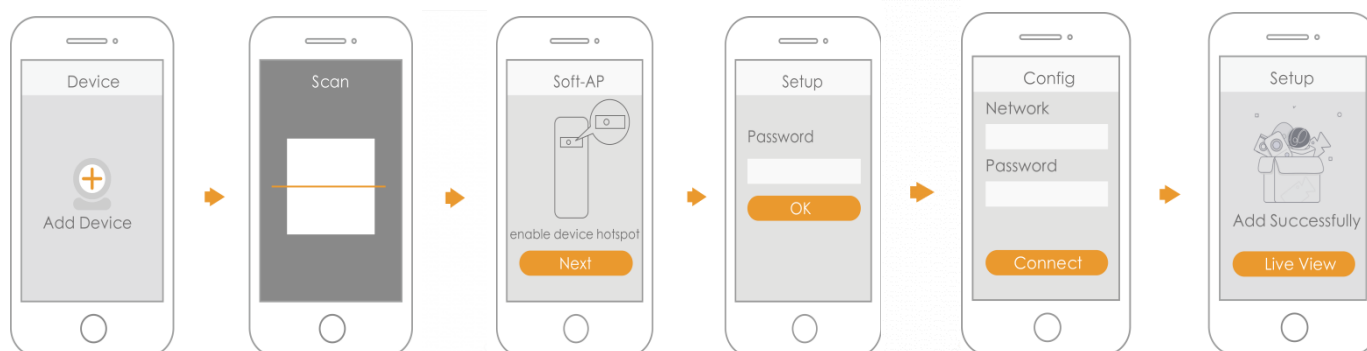 Device
Add Device
Scan
Soft-AP
enable device hotspot
Next
Setup
Password
OK
Config
Network
Password
Connect
Setup
Add Successfully
Live View